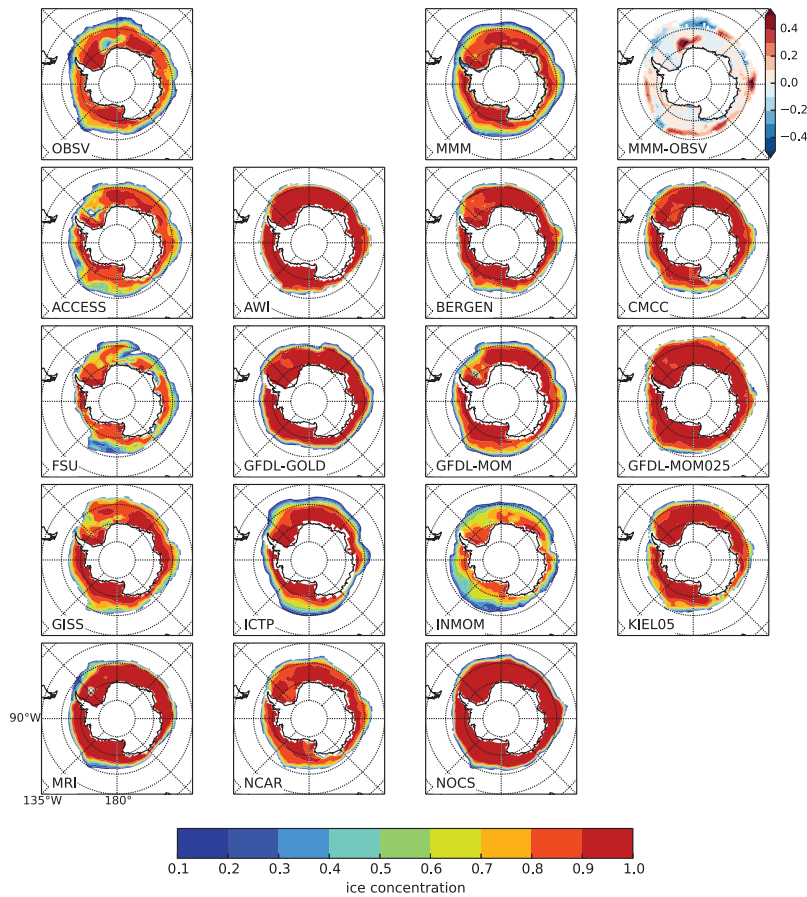 OBSV
MMM
MMM-OBSV
0.4
0.2
0.0
−0.2
−0.4
ACCESS
AWI
BERGEN
CMCC
FSU
GFDL-GOLD
GFDL-MOM
GFDL-MOM025
GISS
ICTP
INMOM
KIEL05
90°W
MRI
NCAR
NOCS
135°W 180°
0.1 0.2 0.3 0.4 0.5 0.6 0.7 0.8 0.9 1.0
ice concentration